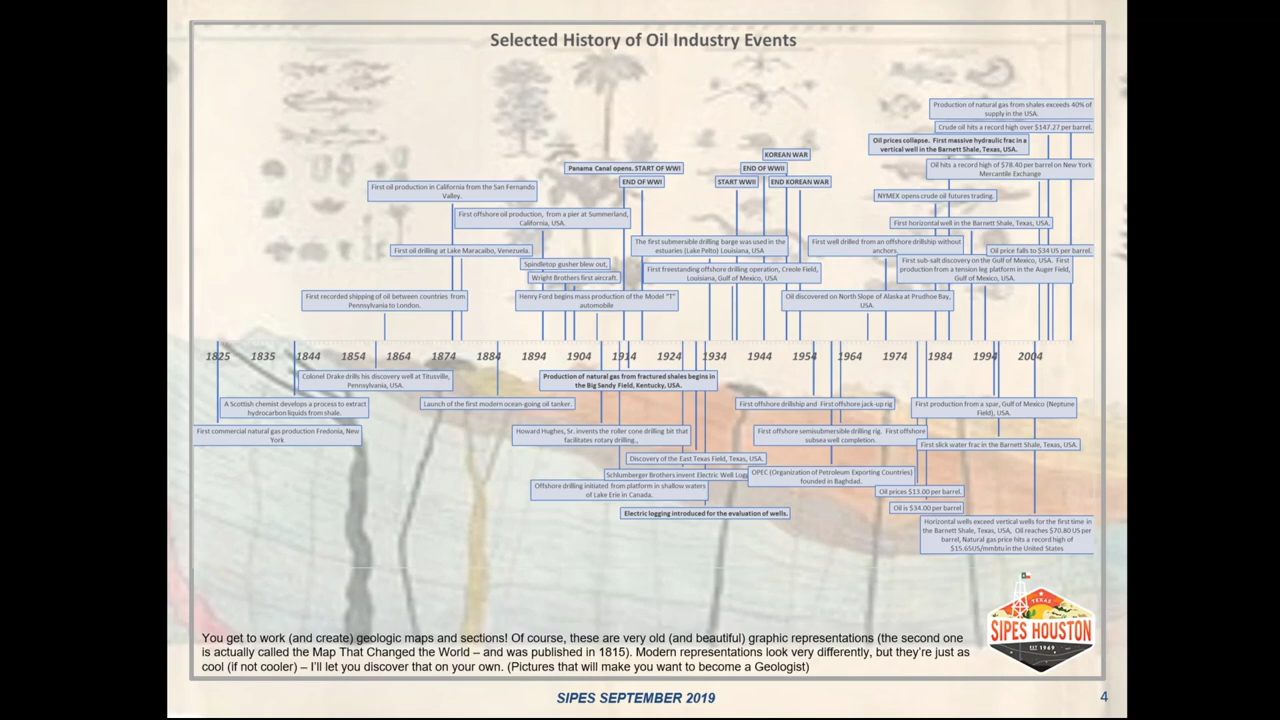 Selected History of Oil Industry Events
Production of natural gas from shales exceeds 40% of
supply in the USA.
Crude oil hits a record high over $147.27 per barrel.
Oil prices collapse. First massive hydraulic frac in a
vertical well in the Barnett Shale, Texas, USA.
KOREAN WAR
Panama Canal opens. START OF WWI
END OF WWII
Oil hit a record high of $78.40 per barrel on New York
Mercantile Exchange
END OF WWI
START WWII
END KOREAN WAR
First oil production in California from the San Fernando
Valley.
NYMEX opens crude oil futures trading.
First offshore oil production, from a pier at Summerland,
California, USA.
First horizontal well in the Barnett Shale, Texas, USA.
First oil drilling at Lake Maracaibo, Venezuela.
The first submersible drilling barge was used in the
estuaries (Lake Pelto) Louisiana, USA
First well drilled from an offshore drillship without
anchors.
Oil price falls to $34 US per barrel.
Spindletop gusher blew out,
Wright Brothers first aircraft.
First freestanding offshore drilling operation, Creole Field,
Louisiana, Gulf of Mexico, USA
First sub-salt discovery on the Gulf of Mexico, USA. First
production from a tension leg platform in the Auger Field,
Gulf of Mexico, USA.
First recorded shipping of oil between countries from
Pennsylvania to London.
Henry Ford begins mass production of the Model "T"
automobile
Oil discovered on North Slope of Alaska at Prudhoe Bay,
USA.
1825 1835 1844 1854 1864 1874 1884 1894 1904 1914 1924 1934 1944 1954 1964 1974 1984 1994 2004
Colonel Drake drills his discovery well at Titusville,
Pennsylvania, USA.
Production of natural gas from fractured shales begins in
the Big Sandy Field, Kentucky, USA.
A Scottish chemist develops a process to extract
hydrocarbon liquids from shale.
Launch of the first modern ocean-going oil tanker.
First offshore drillship and First offshore jack-up rig
First production from a spar, Gulf of Mexico (Neptune
Field), USA.
First commercial natural gas production Fredonia, New
York
Howard Hughes, Sr. invents the roller cone drilling bit that
facilitates rotary drilling.,
First offshore semisubmersible drilling rig. First offshore
subsea well completion.
First slick water frac in the Barnett Shale, Texas, USA.
Discovery of the East Texas Field, Texas, USA.
Schlumberger Brothers invent Electric Well Logg
OPEC (Organization of Petroleum Exporting Countries)
founded in Baghdad.
Offshore drilling initiated from platform in shallow waters
of Lake Erie in Canada.
Oil prices $13.00 per barrel.
Oil is $34.00 per barrel
Electric logging introduced for the evaluation of wells.
Horizontal wells exceed vertical wells for the first time in
the Barnett Shale, Texas, USA, Oil reaches $70.80 US per
barrel, Natural gas price hits a record high of
$15.65US/mmbtu in the United States
TEXAS
SIPES HOUSTON
EST 1969
You get to work (and create) geologic maps and sections! Of course, these are very old (and beautiful) graphic representations (the second one
is actually called the Map That Changed the World – and was published in 1815). Modern representations look very differently, but they're just as
cool (if not cooler) – I'll let you discover that on your own. (Pictures that will make you want to become a Geologist)
SIPES SEPTEMBER 2019
4